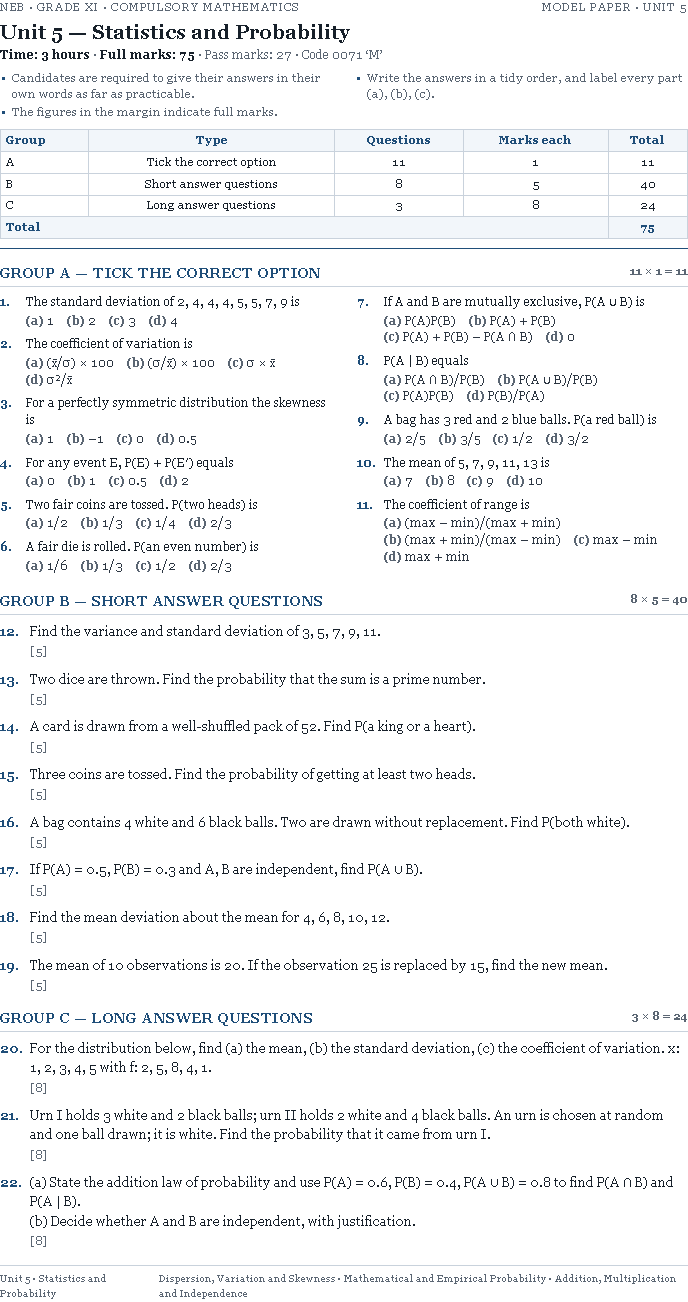 NEB · GRADE XI · COMPULSORY MATHEMATICS
MODEL PAPER · UNIT 5
Unit 5 — Statistics and Probability
Time: 3 hours · Full marks: 75 · Pass marks: 27 · Code 0071 ‘M’
• Candidates are required to give their answers in their
own words as far as practicable.
• The figures in the margin indicate full marks.
• Write the answers in a tidy order, and label every part
(a), (b), (c).
Group Type Questions Marks each Total
A Tick the correct option 11 1 11
B Short answer questions 8 5 40
C Long answer questions 3 8 24
Total 75
GROUP A — TICK THE CORRECT OPTION 11 × 1 = 11
1. The standard deviation of 2, 4, 4, 4, 5, 5, 7, 9 is
(a) 1 (b) 2 (c) 3 (d) 4
2. The coefficient of variation is
(a) (x̄/σ) × 100 (b) (σ/x̄) × 100 (c) σ × x̄
(d) σ²/x̄
3. For a perfectly symmetric distribution the skewness
is
(a) 1 (b) −1 (c) 0 (d) 0.5
4. For any event E, P(E) + P(E′) equals
(a) 0 (b) 1 (c) 0.5 (d) 2
5. Two fair coins are tossed. P(two heads) is
(a) 1/2 (b) 1/3 (c) 1/4 (d) 2/3
6. A fair die is rolled. P(an even number) is
(a) 1/6 (b) 1/3 (c) 1/2 (d) 2/3
7. If A and B are mutually exclusive, P(A ∪ B) is
(a) P(A)P(B) (b) P(A) + P(B)
(c) P(A) + P(B) − P(A ∩ B) (d) 0
8. P(A | B) equals
(a) P(A ∩ B)/P(B) (b) P(A ∪ B)/P(B)
(c) P(A)P(B) (d) P(B)/P(A)
9. A bag has 3 red and 2 blue balls. P(a red ball) is
(a) 2/5 (b) 3/5 (c) 1/2 (d) 3/2
10. The mean of 5, 7, 9, 11, 13 is
(a) 7 (b) 8 (c) 9 (d) 10
11. The coefficient of range is
(a) (max − min)/(max + min)
(b) (max + min)/(max − min) (c) max − min
(d) max + min
GROUP B — SHORT ANSWER QUESTIONS 8 × 5 = 40
12. Find the variance and standard deviation of 3, 5, 7, 9, 11.
[5]
13. Two dice are thrown. Find the probability that the sum is a prime number.
[5]
14. A card is drawn from a well-shuffled pack of 52. Find P(a king or a heart).
[5]
15. Three coins are tossed. Find the probability of getting at least two heads.
[5]
16. A bag contains 4 white and 6 black balls. Two are drawn without replacement. Find P(both white).
[5]
17. If P(A) = 0.5, P(B) = 0.3 and A, B are independent, find P(A ∪ B).
[5]
18. Find the mean deviation about the mean for 4, 6, 8, 10, 12.
[5]
19. The mean of 10 observations is 20. If the observation 25 is replaced by 15, find the new mean.
[5]
GROUP C — LONG ANSWER QUESTIONS 3 × 8 = 24
20. For the distribution below, find (a) the mean, (b) the standard deviation, (c) the coefficient of variation. x:
1, 2, 3, 4, 5 with f: 2, 5, 8, 4, 1.
[8]
21. Urn I holds 3 white and 2 black balls; urn II holds 2 white and 4 black balls. An urn is chosen at random
and one ball drawn; it is white. Find the probability that it came from urn I.
[8]
22. (a) State the addition law of probability and use P(A) = 0.6, P(B) = 0.4, P(A ∪ B) = 0.8 to find P(A ∩ B) and
P(A | B).
(b) Decide whether A and B are independent, with justification.
[8]
Unit 5 · Statistics and
Probability
Dispersion, Variation and Skewness · Mathematical and Empirical Probability · Addition, Multiplication
and Independence